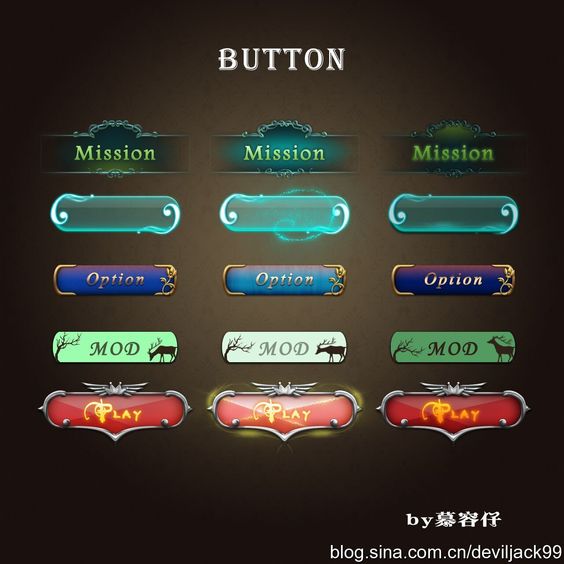 BUTTON
Mission Mission Mission
Option Option Option
MOD MOD MOD
PLAY PLAY PLAY
by慕容仔
blog.sina.com.cn/deviljack99